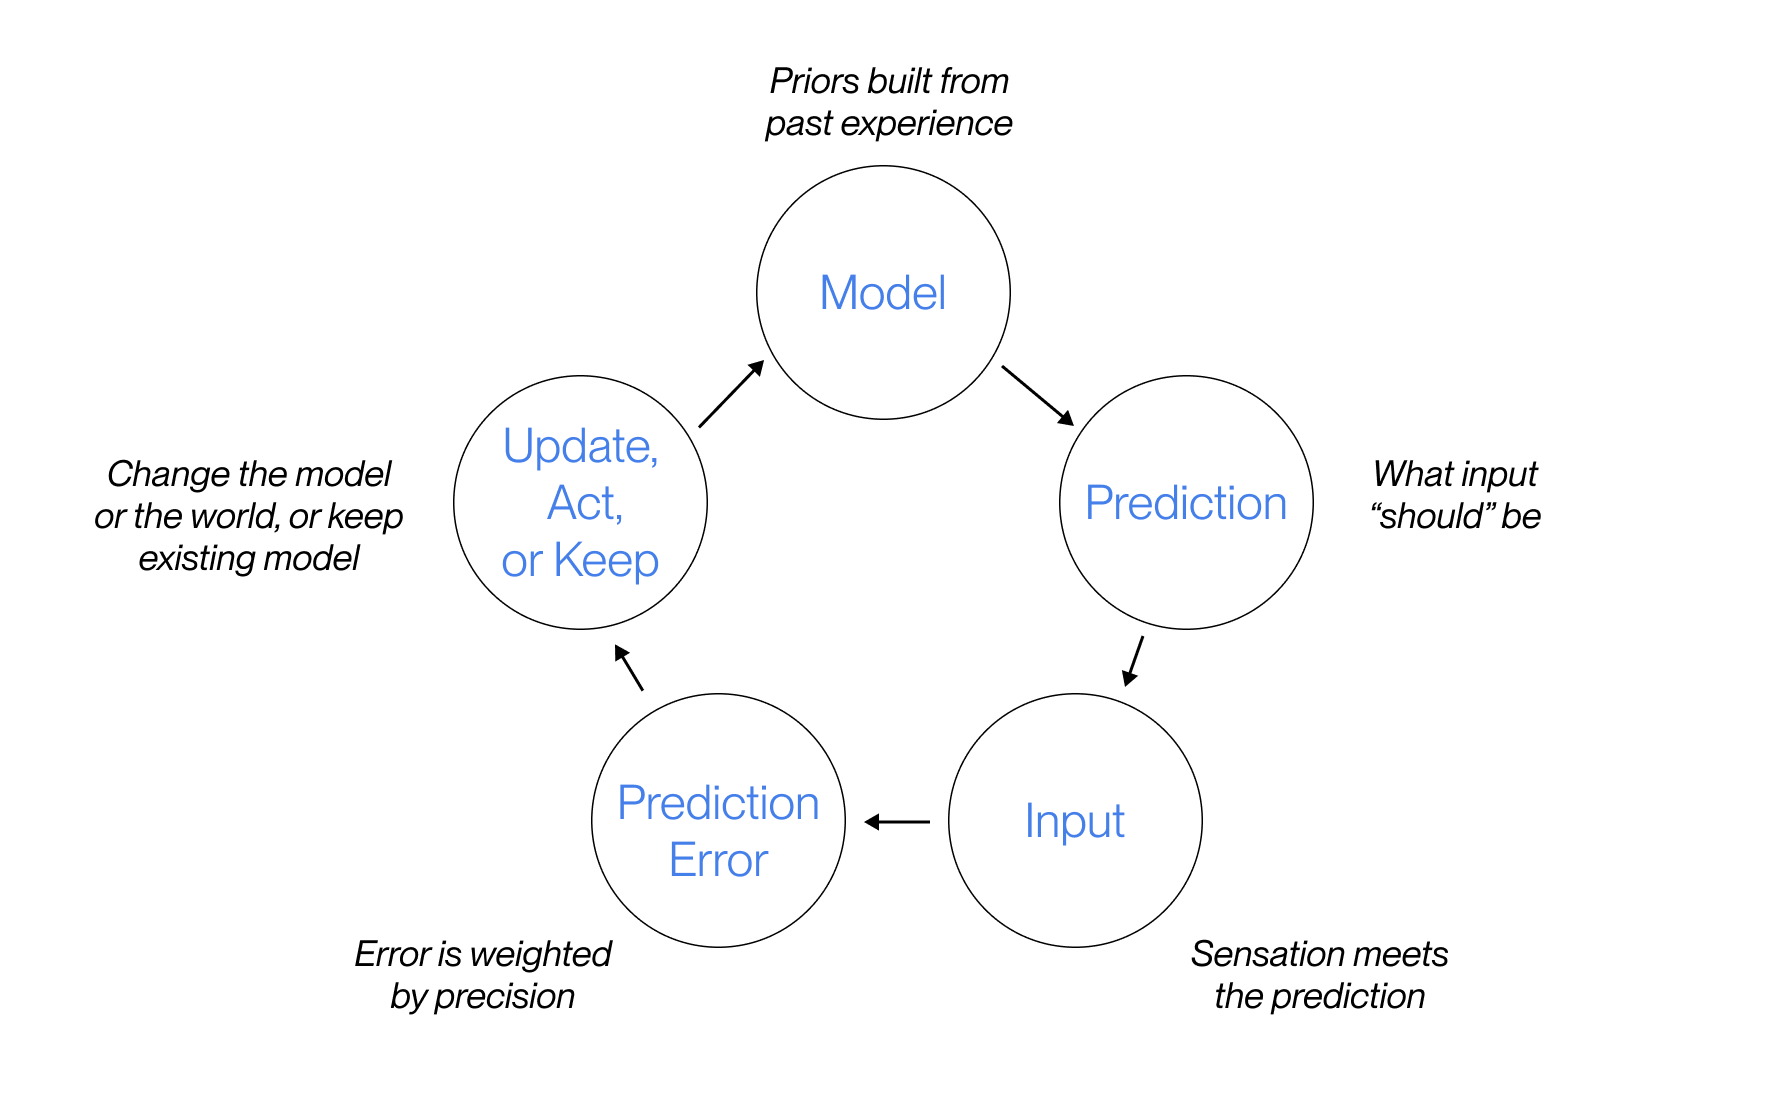 Priors built from
past experience
Model
Prediction
What input
“should” be
Input
Sensation meets
the prediction
Prediction
Error
Error is weighted
by precision
Update,
Act,
or Keep
Change the model
or the world, or keep
existing model